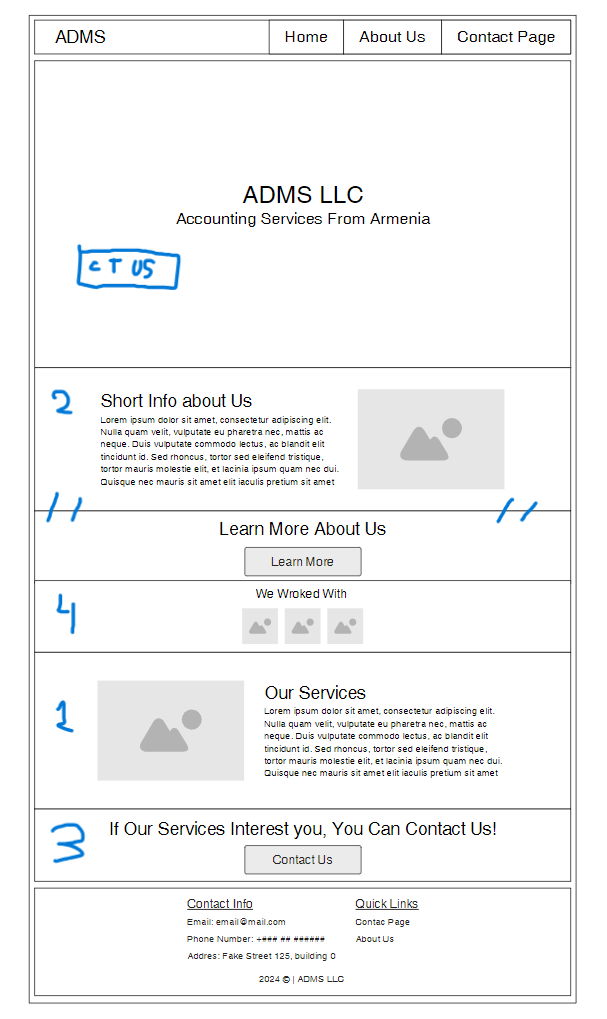 ADMS
Home
About Us
Contact Page
ADMS LLC
Accounting Services From Armenia
CT US
2
Short Info about Us
Lorem ipsum dolor sit amet, consectetur adipiscing elit.
Nulla quam velit, vulputate eu pharetra nec, mattis ac
neque. Duis vulputate commodo lectus, ac blandit elit
tincidunt id. Sed rhoncus, tortor sed eleifend tristique,
tortor mauris molestie elit, et lacinia ipsum quam nec dui.
Quisque nec mauris sit amet elit iaculis pretium sit amet
Learn More About Us
Learn More
4
We Wroked With
1
Our Services
Lorem ipsum dolor sit amet, consectetur adipiscing elit.
Nulla quam velit, vulputate eu pharetra nec, mattis ac
neque. Duis vulputate commodo lectus, ac blandit elit
tincidunt id. Sed rhoncus, tortor sed eleifend tristique,
tortor mauris molestie elit, et lacinia ipsum quam nec dui.
Quisque nec mauris sit amet elit iaculis pretium sit amet
3
If Our Services Interest you, You Can Contact Us!
Contact Us
Contact Info
Email: email@mail.com
Phone Number: +### ## ######
Addres: Fake Street 125, building 0
Quick Links
Contac Page
About Us
2024 © | ADMS LLC